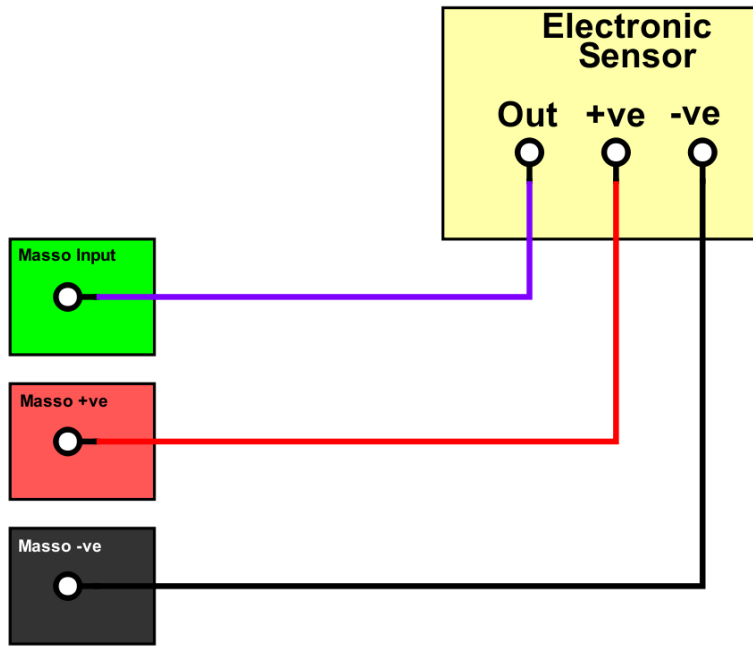 Electronic
Sensor
Out +ve -ve
Masso Input
Masso +ve
Masso -ve